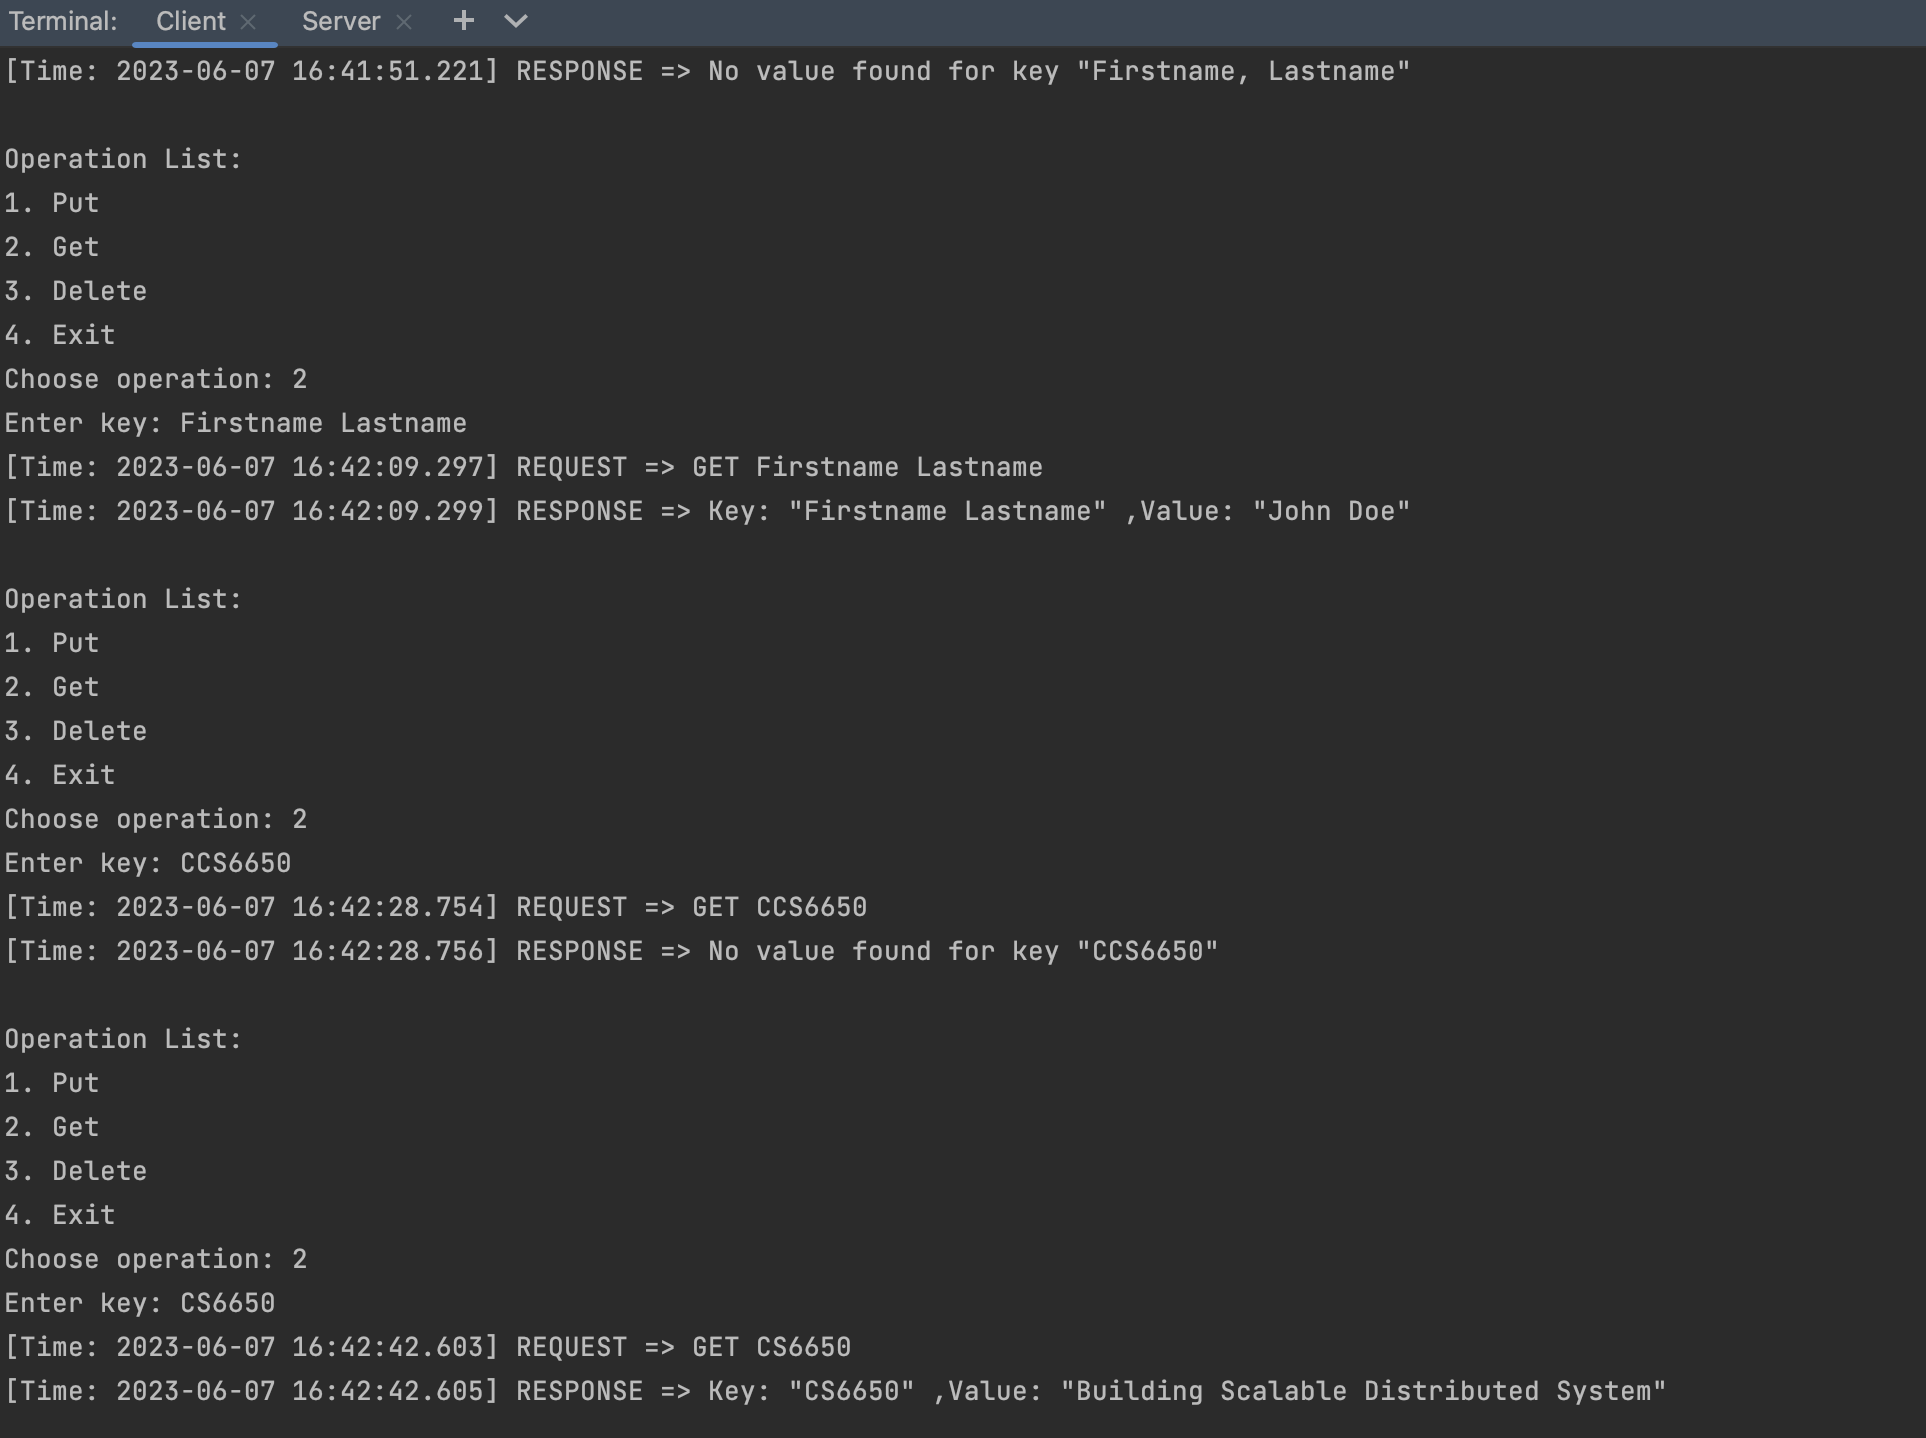 Terminal: Client Server
[Time: 2023-06-07 16:41:51.221] RESPONSE => No value found for key "Firstname, Lastname"
Operation List:
1. Put
2. Get
3. Delete
4. Exit
Choose operation: 2
Enter key: Firstname Lastname
[Time: 2023-06-07 16:42:09.297] REQUEST => GET Firstname Lastname
[Time: 2023-06-07 16:42:09.299] RESPONSE => Key: "Firstname Lastname" ,Value: "John Doe"
Operation List:
1. Put
2. Get
3. Delete
4. Exit
Choose operation: 2
Enter key: CCS6650
[Time: 2023-06-07 16:42:28.754] REQUEST => GET CCS6650
[Time: 2023-06-07 16:42:28.756] RESPONSE => No value found for key "CCS6650"
Operation List:
1. Put
2. Get
3. Delete
4. Exit
Choose operation: 2
Enter key: CS6650
[Time: 2023-06-07 16:42:42.603] REQUEST => GET CS6650
[Time: 2023-06-07 16:42:42.605] RESPONSE => Key: "CS6650" ,Value: "Building Scalable Distributed System"